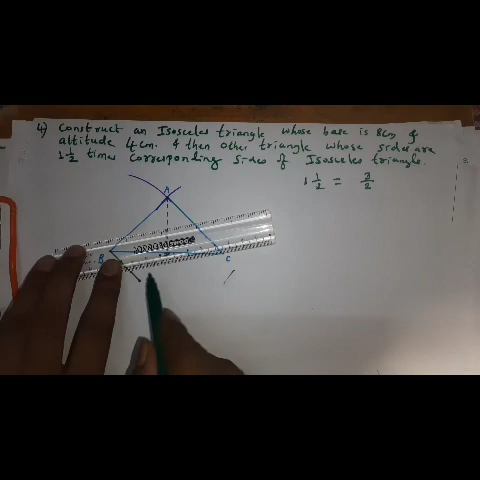 4) Construct an Isosceles triangle whose base is 8cm &
altitude 4cm. & then other triangle whose sides are
1 1/2 times corresponding sides of Isosceles triangle.
1 1/2 = 3/2
A
B
C